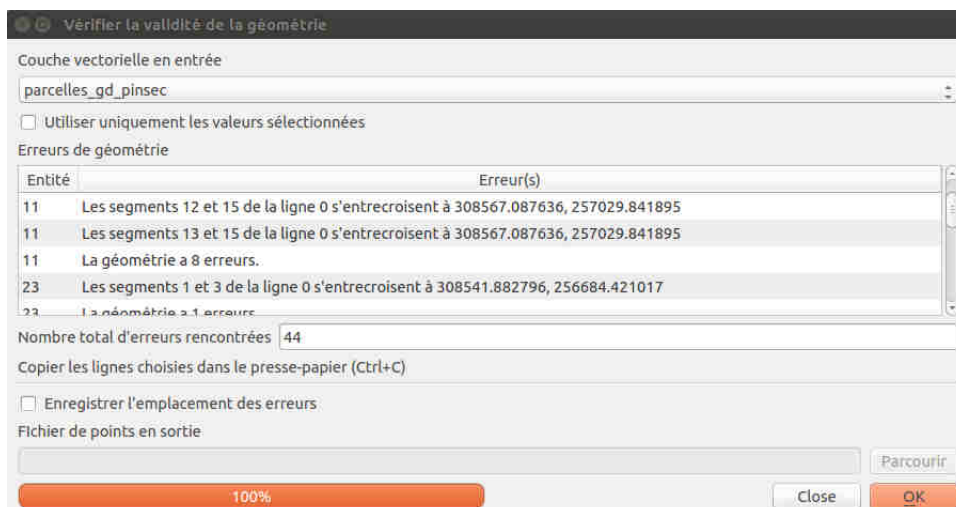 Vérifier la validité de la géométrie
Couche vectorielle en entrée
parcelles_gd_pinsec
Utiliser uniquement les valeurs sélectionnées
Erreurs de géométrie
Entité Erreur(s)
11 Les segments 12 et 15 de la ligne 0 s'entrecroisent à 308567.087636, 257029.841895
11 Les segments 13 et 15 de la ligne 0 s'entrecroisent à 308567.087636, 257029.841895
11 La géométrie a 8 erreurs.
23 Les segments 1 et 3 de la ligne 0 s'entrecroisent à 308541.882796, 256684.421017
23 La géométrie a 1 erreurs
Nombre total d'erreurs rencontrées 44
Copier les lignes choisies dans le presse-papier (Ctrl+C)
Enregistrer l'emplacement des erreurs
Fichier de points en sortie
Parcourir
100% Close OK